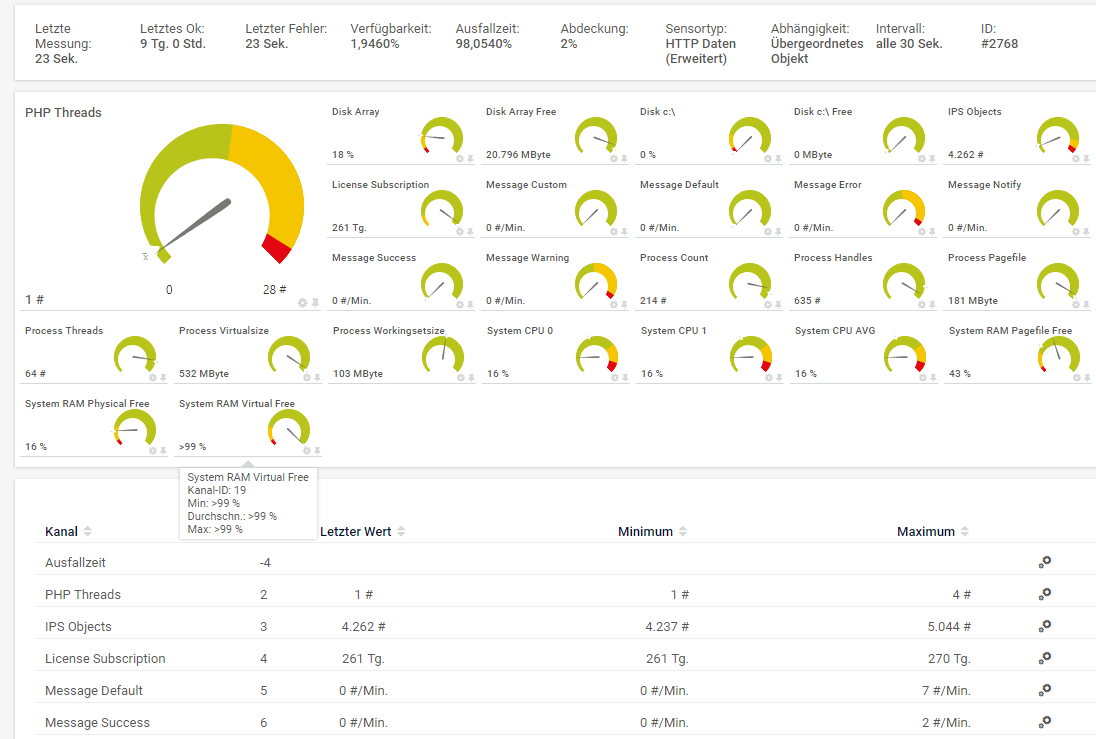 Letzte
Messung:
23 Sek.
Letztes Ok:
9 Tg. 0 Std.
Letzter Fehler:
23 Sek.
Verfügbarkeit:
1,9460%
Ausfallzeit:
98,0540%
Abdeckung:
2%
Sensortyp:
HTTP Daten
(Erweitert)
Abhängigkeit:
Übergeordnetes
Objekt
Intervall:
alle 30 Sek.
ID:
#2768
PHP Threads
x̄
0
28 #
1 #
Disk Array
18 %
Disk Array Free
20.796 MByte
Disk c:\
0 %
Disk c:\ Free
0 MByte
IPS Objects
4.262 #
License Subscription
261 Tg.
Message Custom
0 #/Min.
Message Default
0 #/Min.
Message Error
0 #/Min.
Message Notify
0 #/Min.
Message Success
0 #/Min.
Message Warning
0 #/Min.
Process Count
214 #
Process Handles
635 #
Process Pagefile
181 MByte
Process Threads
64 #
Process Virtualsize
532 MByte
Process Workingsetsize
103 MByte
System CPU 0
16 %
System CPU 1
16 %
System CPU AVG
16 %
System RAM Pagefile Free
43 %
System RAM Physical Free
16 %
System RAM Virtual Free
>99 %
System RAM Virtual Free
Kanal-ID: 19
Min: >99 %
Durchschn.: >99 %
Max: >99 %
Kanal Letzter Wert Minimum Maximum
Ausfallzeit -4
PHP Threads 2 1 # 1 # 4 #
IPS Objects 3 4.262 # 4.237 # 5.044 #
License Subscription 4 261 Tg. 261 Tg. 270 Tg.
Message Default 5 0 #/Min. 0 #/Min. 7 #/Min.
Message Success 6 0 #/Min. 0 #/Min. 2 #/Min.